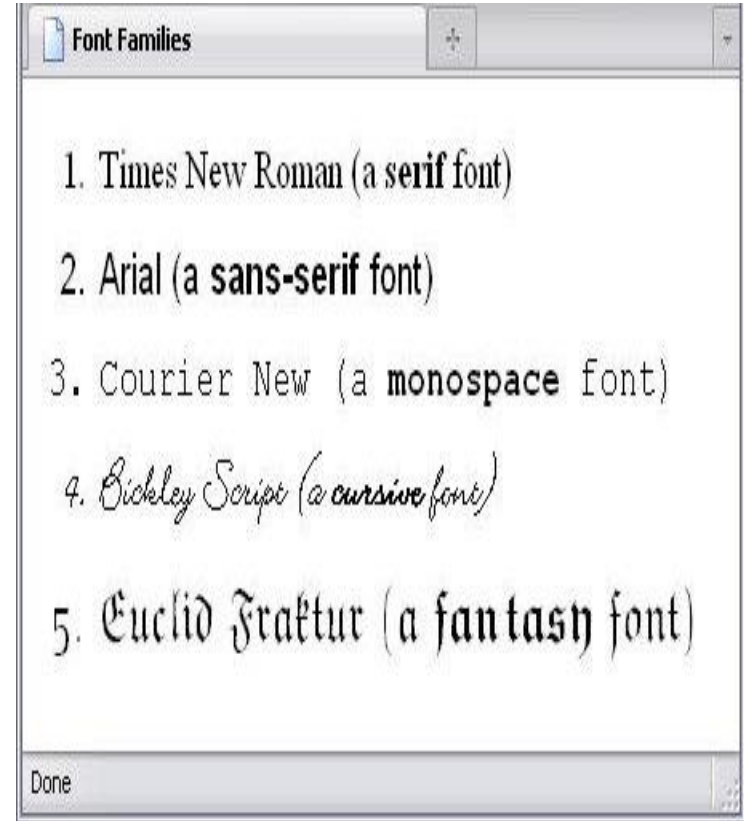 Font Families
1. Times New Roman (a serif font)
2. Arial (a sans-serif font)
3. Courier New (a monospace font)
4. Bickley Script (a cursive font)
5. Euclid Fraktur (a fantasy font)
Done